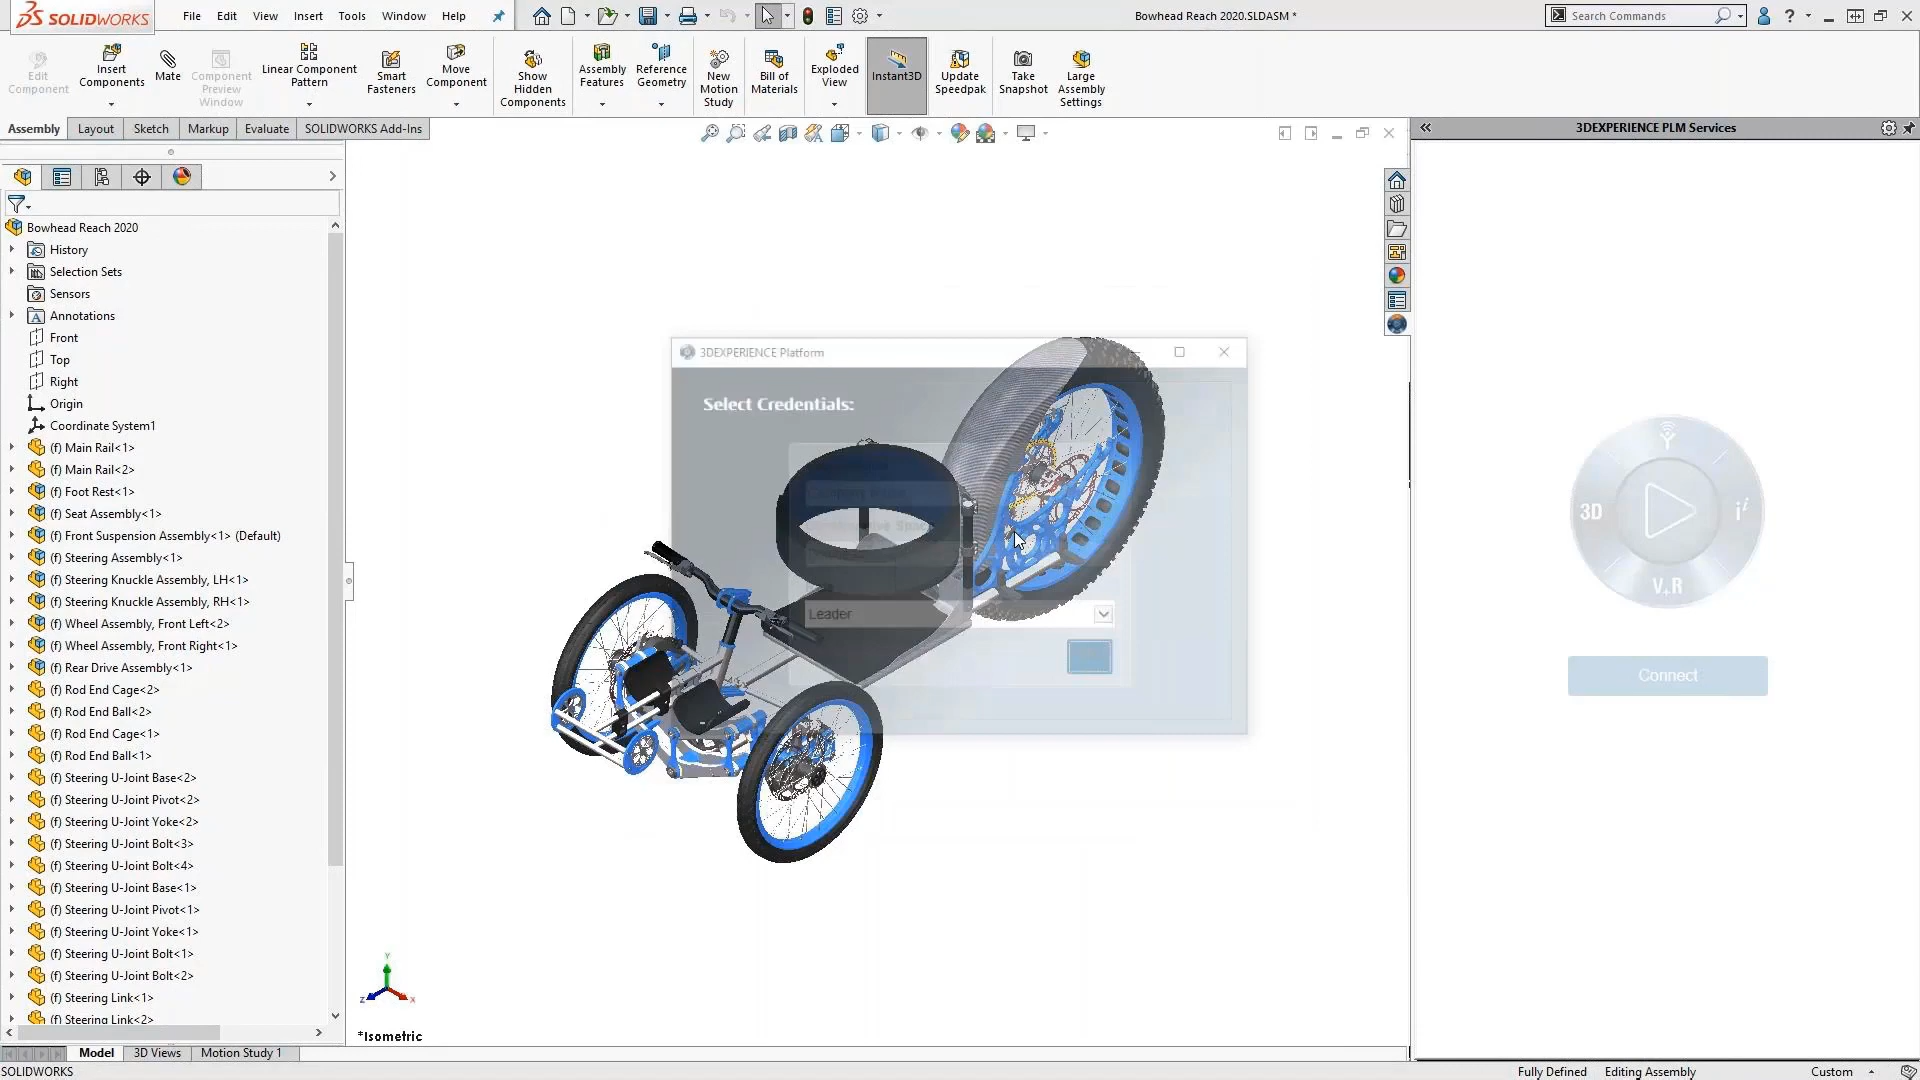 SOLIDWORKS
File Edit View Insert Tools Window Help
Bowhead Reach 2020.SLDASM *
Search Commands
Edit Component
Insert Components
Mate
Component Preview Window
Linear Component Pattern
Smart Fasteners
Move Component
Show Hidden Components
Assembly Features
Reference Geometry
New Motion Study
Bill of Materials
Exploded View
Instant3D
Update Speedpak
Take Snapshot
Large Assembly Settings
Assembly Layout Sketch Markup Evaluate SOLIDWORKS Add-Ins
3DEXPERIENCE PLM Services
Bowhead Reach 2020
History
Selection Sets
Sensors
Annotations
Front
Top
Right
Origin
Coordinate System1
(f) Main Rail<1>
(f) Main Rail<2>
(f) Foot Rest<1>
(f) Seat Assembly<1>
(f) Front Suspension Assembly<1> (Default)
(f) Steering Assembly<1>
(f) Steering Knuckle Assembly, LH<1>
(f) Steering Knuckle Assembly, RH<1>
(f) Wheel Assembly, Front Left<2>
(f) Wheel Assembly, Front Right<1>
(f) Rear Drive Assembly<1>
(f) Rod End Cage<2>
(f) Rod End Ball<2>
(f) Rod End Cage<1>
(f) Rod End Ball<1>
(f) Steering U-Joint Base<2>
(f) Steering U-Joint Pivot<2>
(f) Steering U-Joint Yoke<2>
(f) Steering U-Joint Bolt<3>
(f) Steering U-Joint Bolt<4>
(f) Steering U-Joint Base<1>
(f) Steering U-Joint Pivot<1>
(f) Steering U-Joint Yoke<1>
(f) Steering U-Joint Bolt<1>
(f) Steering U-Joint Bolt<2>
(f) Steering Link<1>
(f) Steering Link<2>
3DEXPERIENCE Platform
Select Credentials:
Leader
3D
V+R
Connect
Y
Z
X
*Isometric
Model 3D Views Motion Study 1
SOLIDWORKS
Fully Defined Editing Assembly Custom